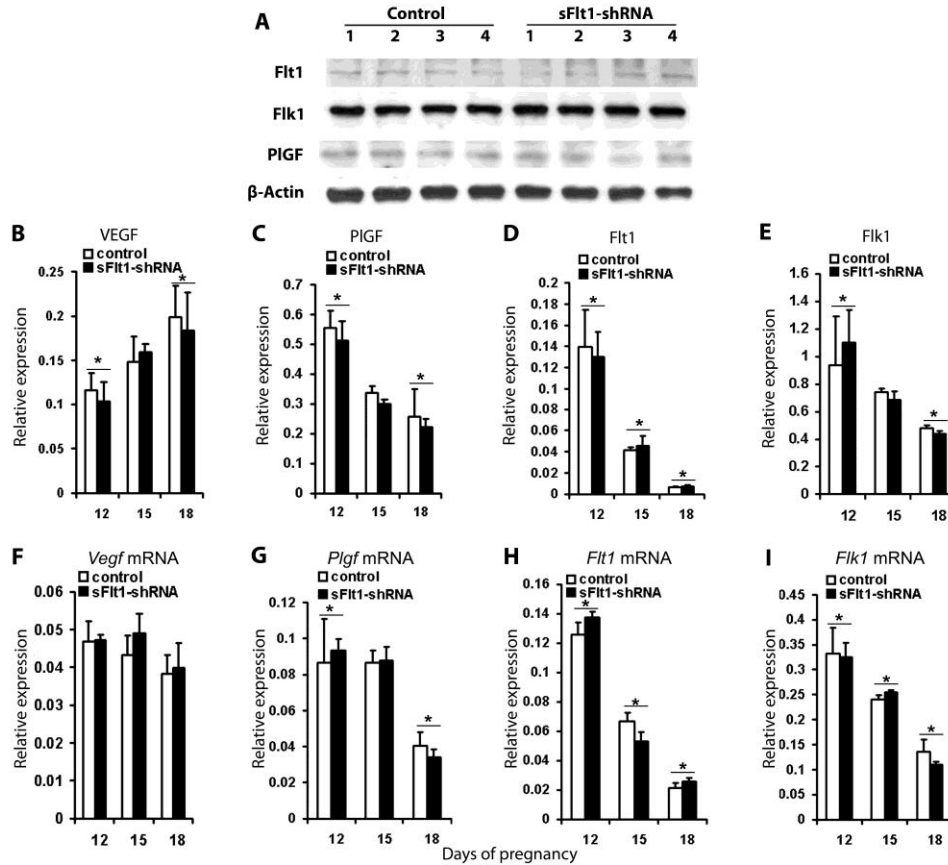 A
Control
sFlt1-shRNA
1 2 3 4 1 2 3 4
Flt1
Flk1
PlGF
β-Actin
B
VEGF
control
sFlt1-shRNA
Relative expression
0.25
0.2
0.15
0.1
0.05
0
*
*
12 15 18
C
PlGF
control
sFlt1-shRNA
Relative expression
0.7
0.6
0.5
0.4
0.3
0.2
0.1
0
*
*
12 15 18
D
Flt1
control
sFlt1-shRNA
Relative expression
0.2
0.18
0.16
0.14
0.12
0.1
0.08
0.06
0.04
0.02
0
*
*
*
12 15 18
E
Flk1
control
sFlt1-shRNA
Relative expression
1.6
1.4
1.2
1
0.8
0.6
0.4
0.2
0
*
*
12 15 18
F
Vegf mRNA
control
sFlt1-shRNA
Relative expression
0.07
0.06
0.05
0.04
0.03
0.02
0.01
0
12 15 18
G
Plgf mRNA
control
sFlt1-shRNA
Relative expression
0.12
0.1
0.08
0.06
0.04
0.02
0
*
*
12 15 18
H
Flt1 mRNA
control
sFlt1-shRNA
Relative expression
0.16
0.14
0.12
0.1
0.08
0.06
0.04
0.02
0
*
*
*
12 15 18
I
Flk1 mRNA
control
sFlt1-shRNA
Relative expression
0.45
0.4
0.35
0.3
0.25
0.2
0.15
0.1
0.05
0
*
*
*
12 15 18
Days of pregnancy